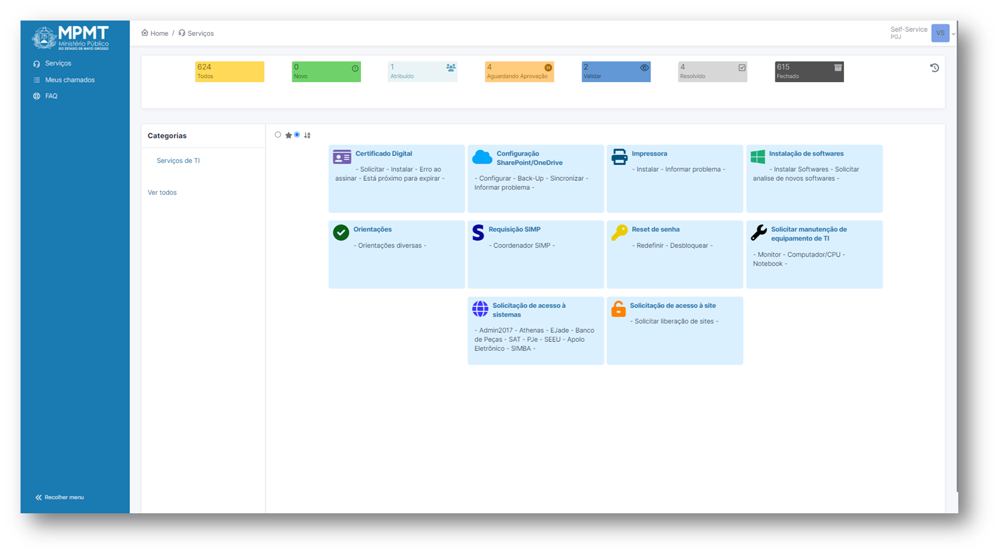 MPMT
Ministério Público
DO ESTADO DE MATO GROSSO
Serviços
Meus chamados
FAQ
Recolher menu
Home / Serviços
Self-Service
PGJ
VS
624
Todos
0
Novo
1
Atribuído
4
Aguardando Aprovação
2
Validar
4
Resolvido
615
Fechado
Categorias
Serviços de TI
Ver todos
Certificado Digital
- Solicitar - Instalar - Erro ao
assinar - Está próximo para expirar -
Configuração
SharePoint/OneDrive
- Configurar - Back-Up - Sincronizar -
Informar problema -
Impressora
- Instalar - Informar problema -
Instalação de softwares
- Instalar Softwares - Solicitar
analise de novos softwares -
Orientações
- Orientações diversas -
S
Requisição SIMP
- Coordenador SIMP -
Reset de senha
- Redefinir - Desbloquear -
Solicitar manutenção de
equipamento de TI
- Monitor - Computador/CPU -
Notebook -
Solicitação de acesso à
sistemas
- Admin2017 - Athenas - EJade - Banco
de Peças - SAT - PJe - SEEU - Apolo
Eletrônico - SIMBA -
Solicitação de acesso à site
- Solicitar liberação de sites -